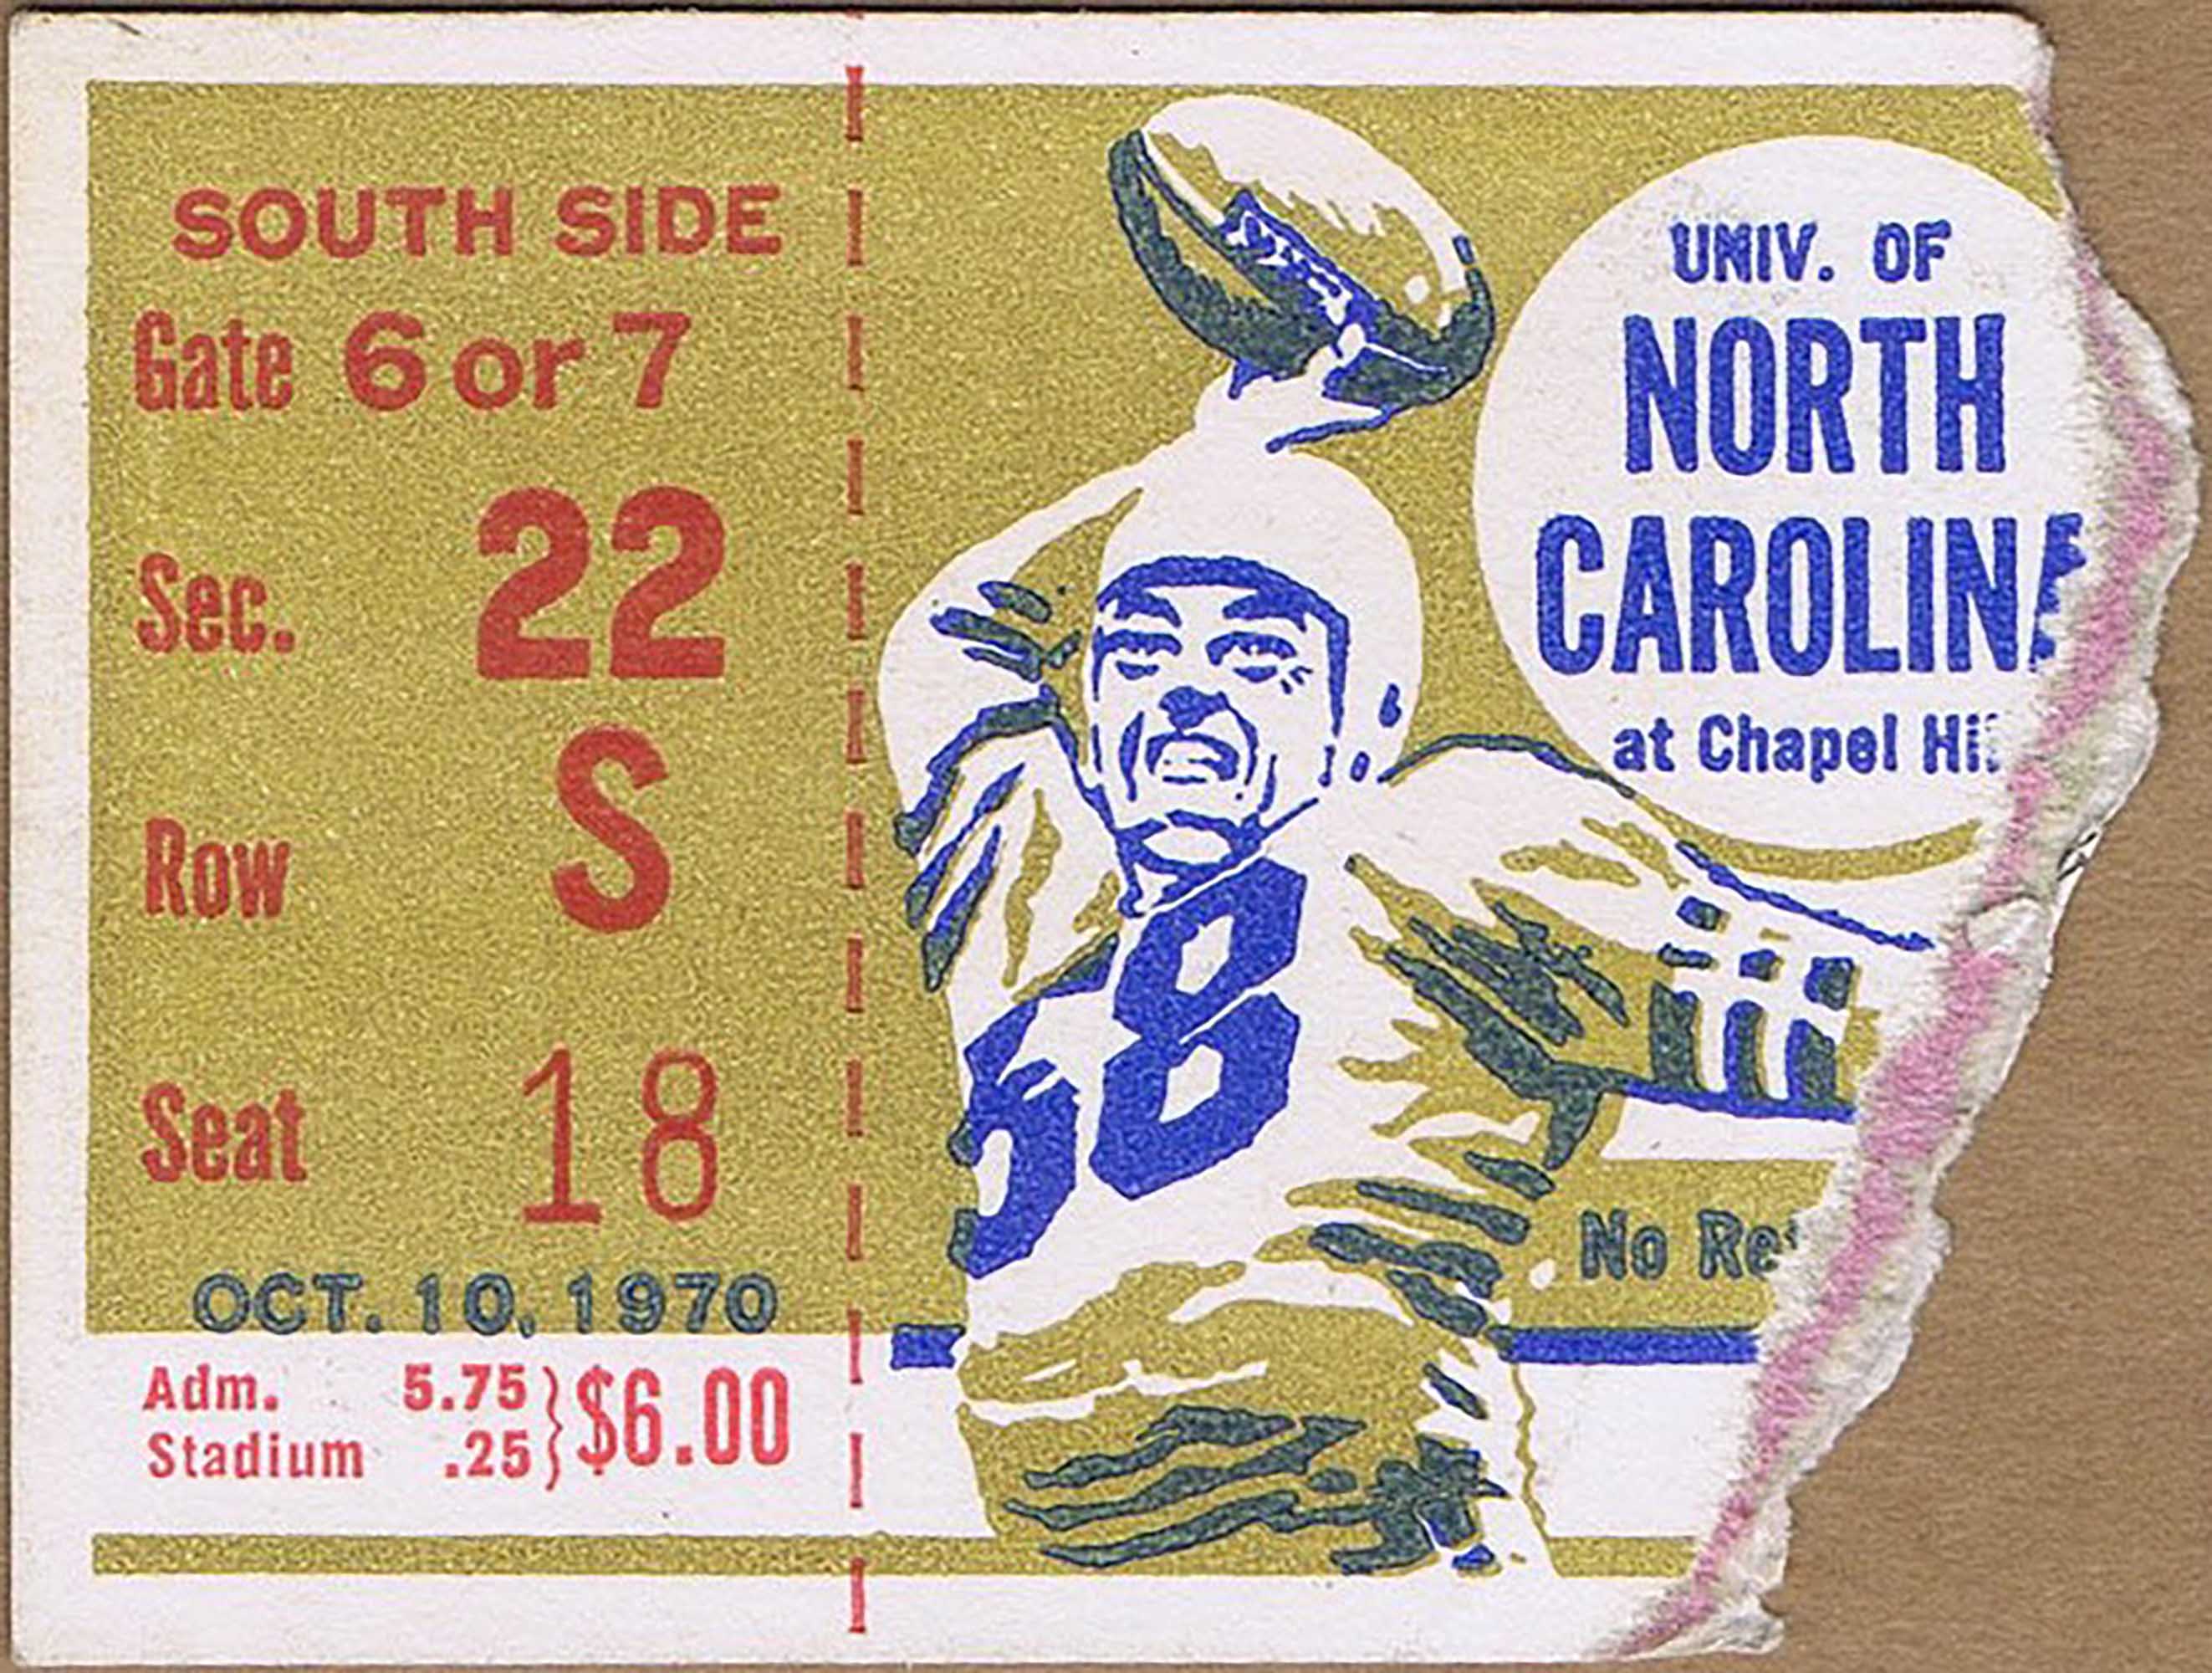 SOUTH SIDE
Gate 6 or 7
Sec. 22
Row S
Seat 18
OCT. 10, 1970
Adm. 5.75
Stadium .25 } $6.00
UNIV. OF
NORTH
CAROLINA
at Chapel Hi
88
No Re